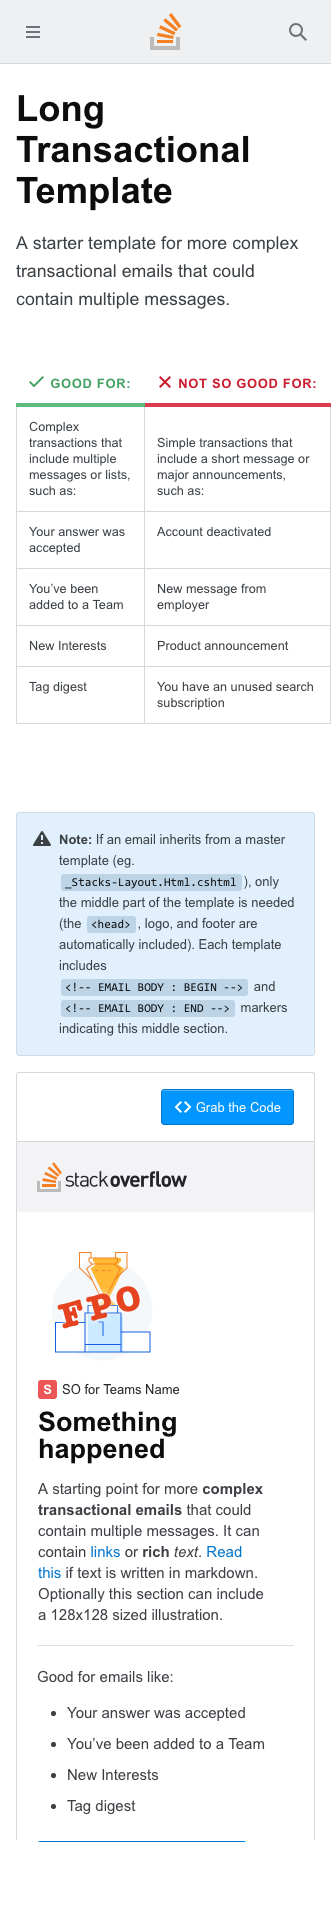 Long
Transactional
Template
A starter template for more complex
transactional emails that could
contain multiple messages.
GOOD FOR:
NOT SO GOOD FOR:
Complex
transactions that
include multiple
messages or lists,
such as:
Simple transactions that
include a short message or
major announcements,
such as:
Your answer was
accepted
Account deactivated
You’ve been
added to a Team
New message from
employer
New Interests
Product announcement
Tag digest
You have an unused search
subscription
Note: If an email inherits from a master
template (eg.
_Stacks-Layout.Html.cshtml ), only
the middle part of the template is needed
(the <head> , logo, and footer are
automatically included). Each template
includes
<!-- EMAIL BODY : BEGIN --> and
<!-- EMAIL BODY : END --> markers
indicating this middle section.
Grab the Code
stackoverflow
FPO
1
S SO for Teams Name
Something
happened
A starting point for more complex
transactional emails that could
contain multiple messages. It can
contain links or rich text. Read
this if text is written in markdown.
Optionally this section can include
a 128x128 sized illustration.
Good for emails like:
• Your answer was accepted
• You’ve been added to a Team
• New Interests
• Tag digest